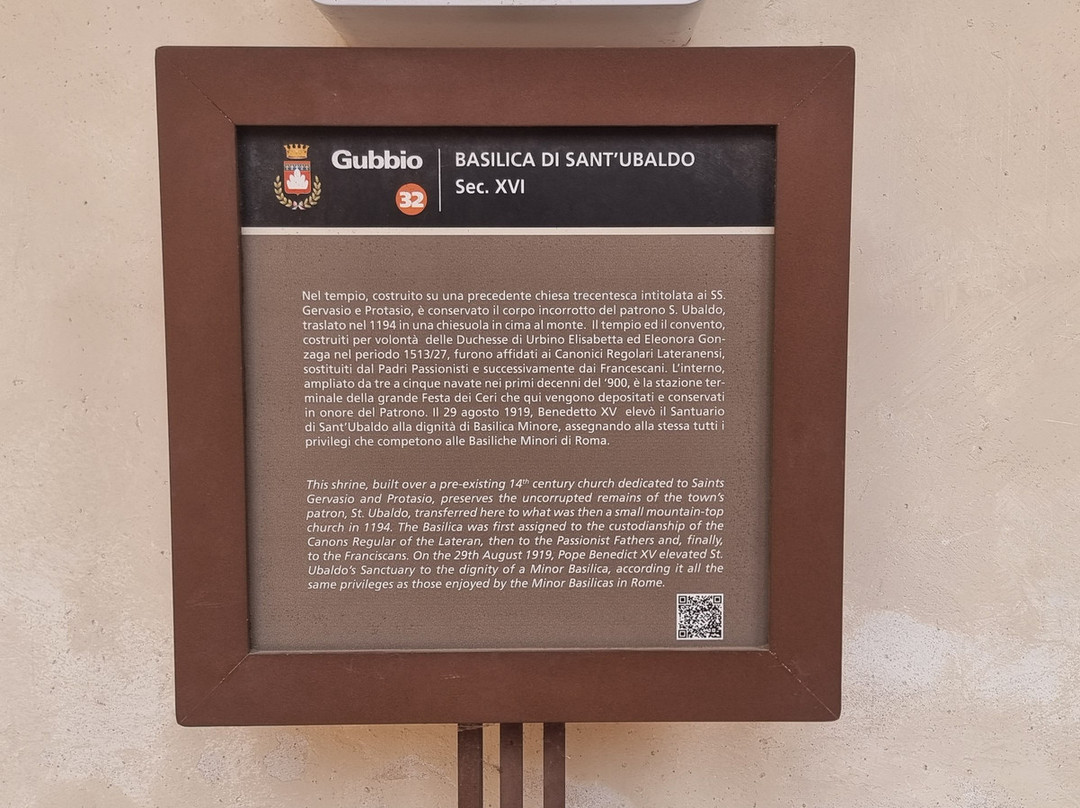 Gubbio
32
BASILICA DI SANT'UBALDO
Sec. XVI
Nel tempio, costruito su una precedente chiesa trecentesca intitolata ai SS.
Gervasio e Protasio, è conservato il corpo incorrotto del patrono S. Ubaldo,
traslato nel 1194 in una chiesuola in cima al monte. Il tempio ed il convento,
costruiti per volontà delle Duchesse di Urbino Elisabetta ed Eleonora Gon-
zaga nel periodo 1513/27, furono affidati ai Canonici Regolari Lateranensi,
sostituiti dal Padri Passionisti e successivamente dai Francescani. L'interno,
ampliato da tre a cinque navate nei primi decenni del '900, è la stazione ter-
minale della grande Festa dei Ceri che qui vengono depositati e conservati
in onore del Patrono. Il 29 agosto 1919, Benedetto XV elevò il Santuario
di Sant'Ubaldo alla dignità di Basilica Minore, assegnando alla stessa tutti i
privilegi che competono alle Basiliche Minori di Roma.
This shrine, built over a pre-existing 14th century church dedicated to Saints
Gervasio and Protasio, preserves the uncorrupted remains of the town's
patron, St. Ubaldo, transferred here to what was then a small mountain-top
church in 1194. The Basilica was first assigned to the custodianship of the
Canons Regular of the Lateran, then to the Passionist Fathers and, finally,
to the Franciscans. On the 29th August 1919, Pope Benedict XV elevated St.
Ubaldo's Sanctuary to the dignity of a Minor Basilica, according it all the
same privileges as those enjoyed by the Minor Basilicas in Rome.